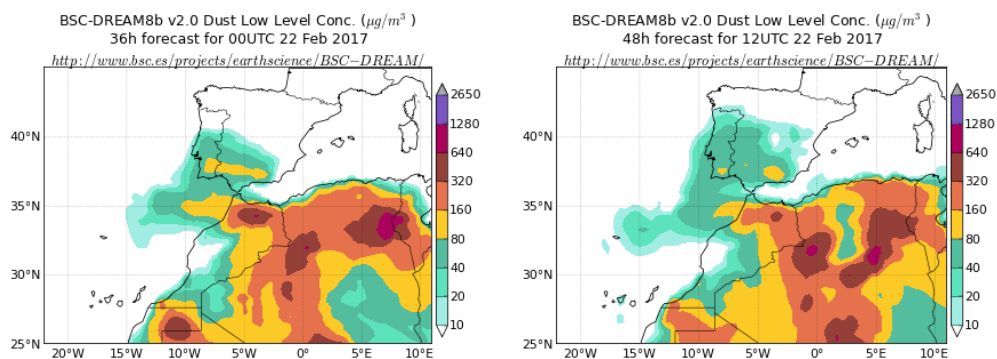 BSC-DREAM8b v2.0 Dust Low Level Conc. (μg/m³ )
36h forecast for 00UTC 22 Feb 2017
http://www.bsc.es/projects/earthscience/BSC−DREAM/
40°N
35°N
30°N
25°N
20°W
15°W
10°W
5°W
0°
5°E
10°E
2650
1280
640
320
160
80
40
20
10
BSC-DREAM8b v2.0 Dust Low Level Conc. (μg/m³ )
48h forecast for 12UTC 22 Feb 2017
http://www.bsc.es/projects/earthscience/BSC−DREAM/
40°N
35°N
30°N
25°N
20°W
15°W
10°W
5°W
0°
5°E
10°E
2650
1280
640
320
160
80
40
20
10